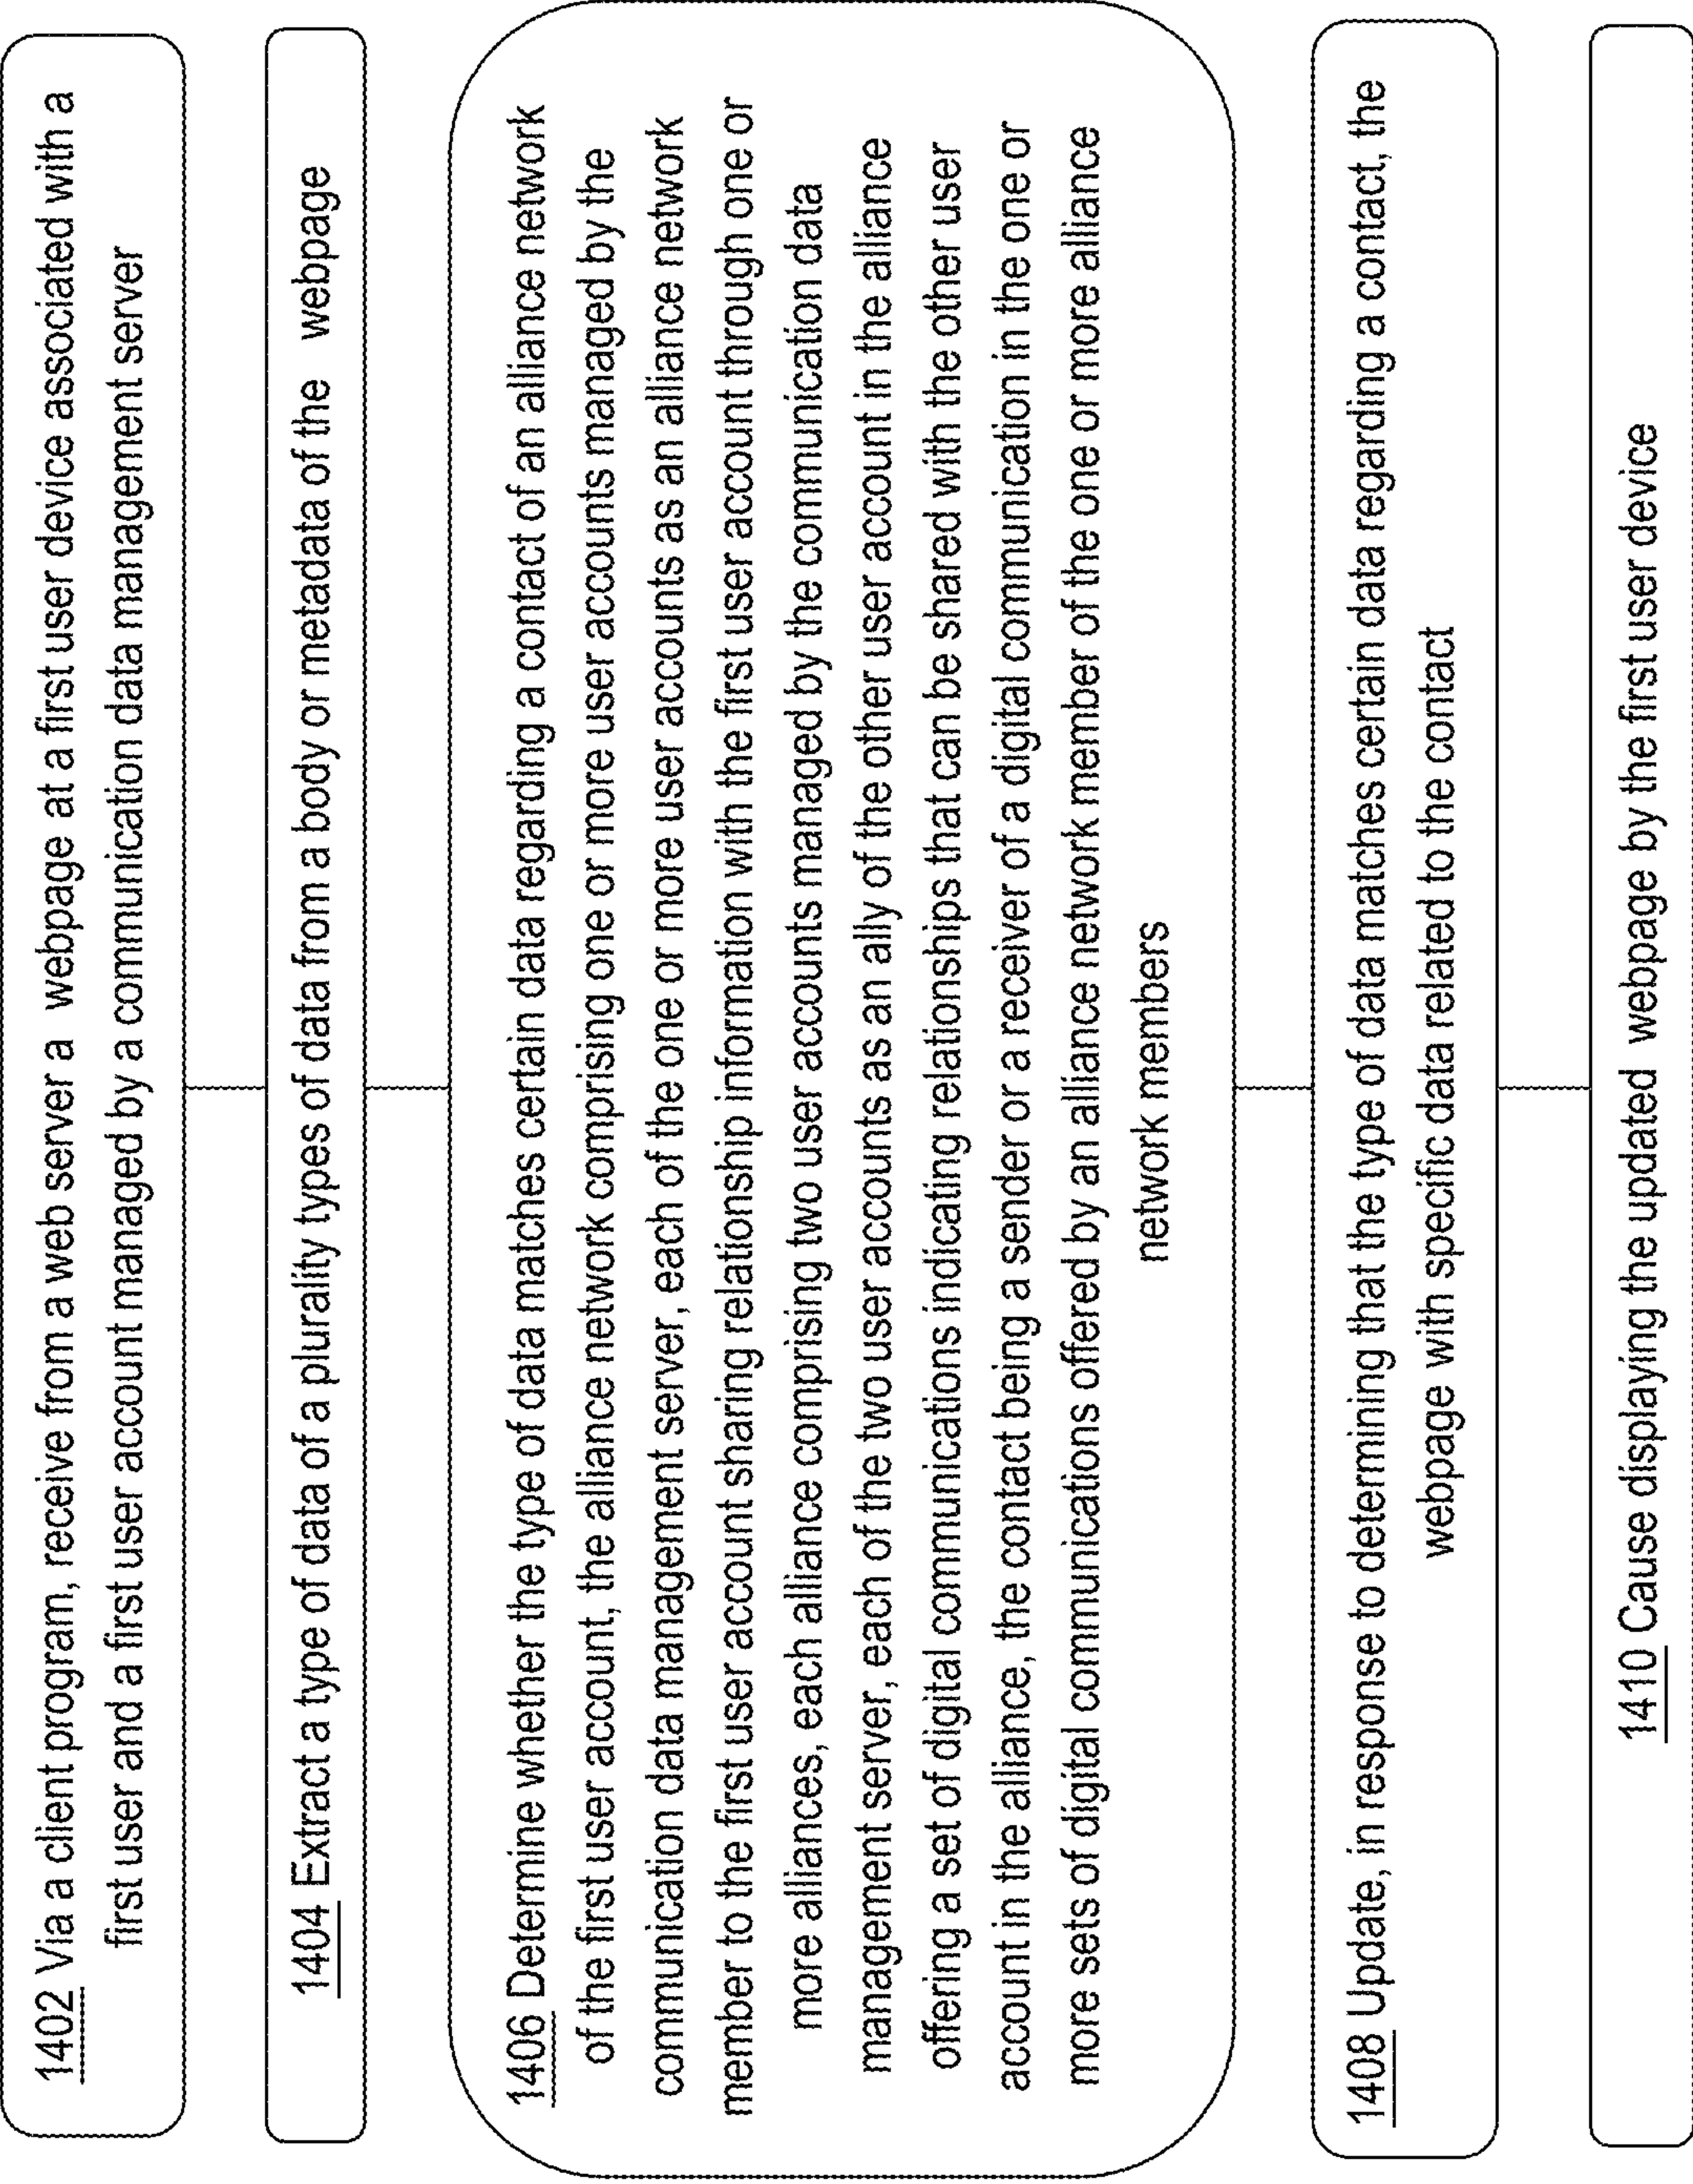 1402 Via a client program, receive from a web server a webpage at a first user device associated with a
first user and a first user account managed by a communication data management server
1404 Extract a type of data of a plurality types of data from a body or metadata of the webpage
1406 Determine whether the type of data matches certain data regarding a contact of an alliance network
of the first user account, the alliance network comprising one or more user accounts managed by the
communication data management server, each of the one or more user accounts as an alliance network
member to the first user account sharing relationship information with the first user account through one or
more alliances, each alliance comprising two user accounts managed by the communication data
management server, each of the two user accounts as an ally of the other user account in the alliance
offering a set of digital communications indicating relationships that can be shared with the other user
account in the alliance, the contact being a sender or a receiver of a digital communication in the one or
more sets of digital communications offered by an alliance network member of the one or more alliance
network members
1408 Update, in response to determining that the type of data matches certain data regarding a contact, the
webpage with specific data related to the contact
1410 Cause displaying the updated webpage by the first user device